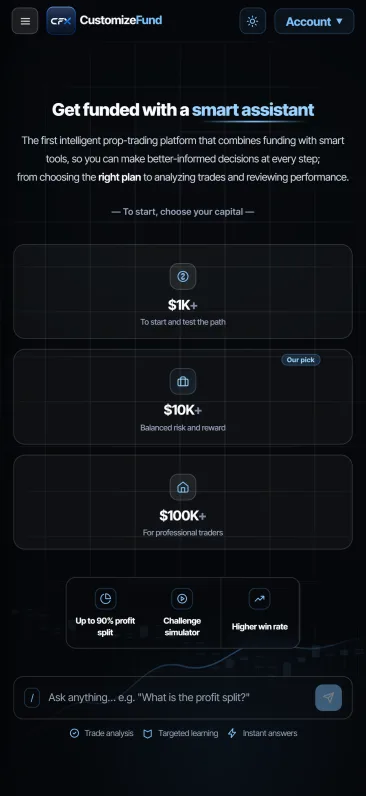 CFX CustomizeFund
Account ▼
Get funded with a smart assistant
The first intelligent prop-trading platform that combines funding with smart
tools, so you can make better-informed decisions at every step;
from choosing the right plan to analyzing trades and reviewing performance.
— To start, choose your capital —
$1K+
To start and test the path
Our pick
$10K+
Balanced risk and reward
$100K+
For professional traders
Up to 90% profit
split
Challenge
simulator
Higher win rate
/ Ask anything... e.g. "What is the profit split?"
Trade analysis Targeted learning Instant answers